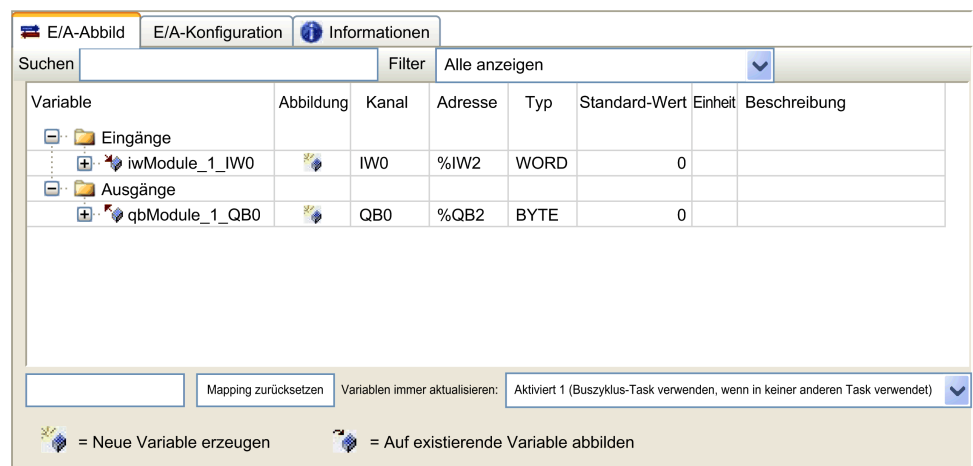 E/A-Abbild E/A-Konfiguration Informationen
Suchen Filter Alle anzeigen
Variable Abbildung Kanal Adresse Typ Standard-Wert Einheit Beschreibung
Eingänge
iwModule_1_IW0 IW0 %IW2 WORD 0
Ausgänge
qbModule_1_QB0 QB0 %QB2 BYTE 0
Mapping zurücksetzen Variablen immer aktualisieren: Aktiviert 1 (Buszyklus-Task verwenden, wenn in keiner anderen Task verwendet)
= Neue Variable erzeugen = Auf existierende Variable abbilden